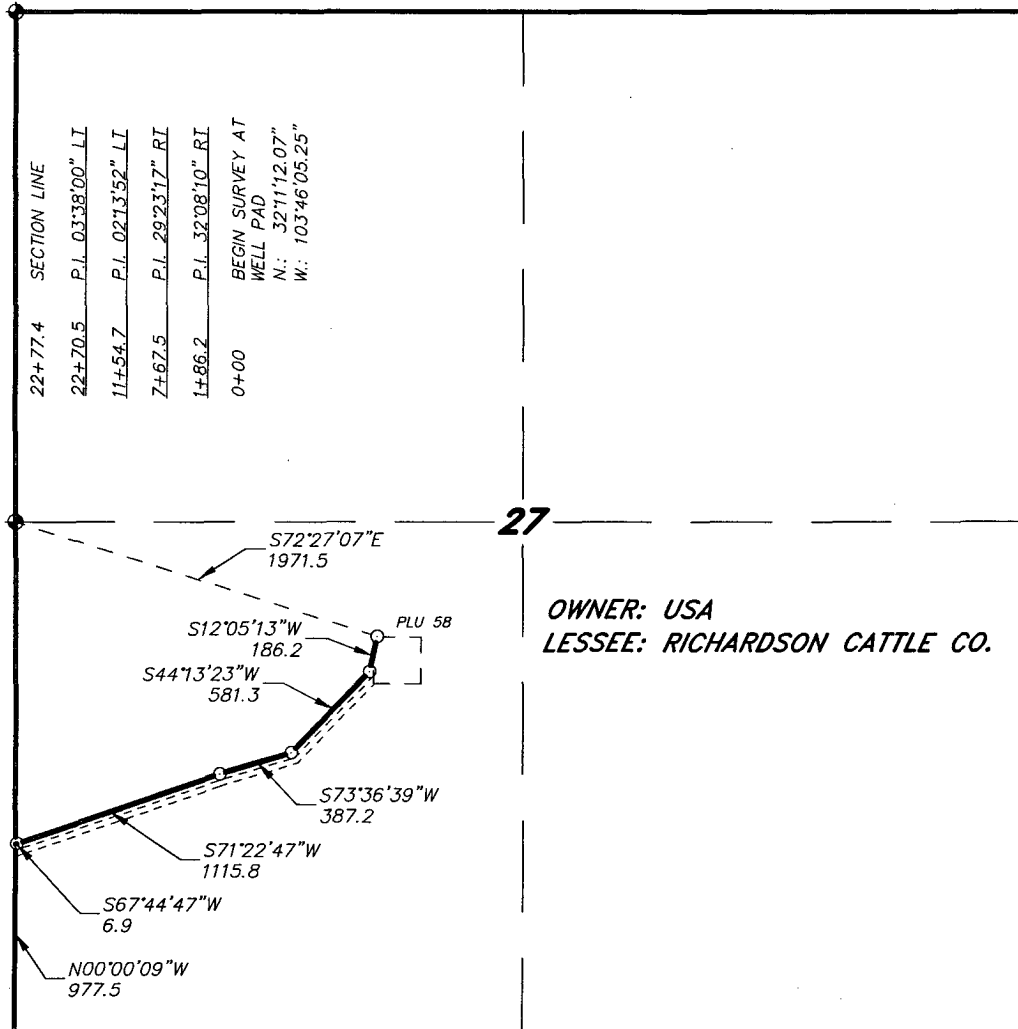 22+77.4 SECTION LINE
22+70.5 P.I. 03°38'00" LT
11+54.7 P.I. 02°13'52" LT
7+67.5 P.I. 29°23'17" RT
1+86.2 P.I. 32°08'10" RT
0+00 BEGIN SURVEY AT
WELL PAD
N.: 32°11'12.07"
W.: 103°46'05.25"
27
S72°27'07"E
1971.5
PLU 58
S12°05'13"W
186.2
S44°13'23"W
581.3
OWNER: USA
LESSEE: RICHARDSON CATTLE CO.
S73°36'39"W
387.2
S71°22'47"W
1115.8
S67°44'47"W
6.9
N00°00'09"W
977.5